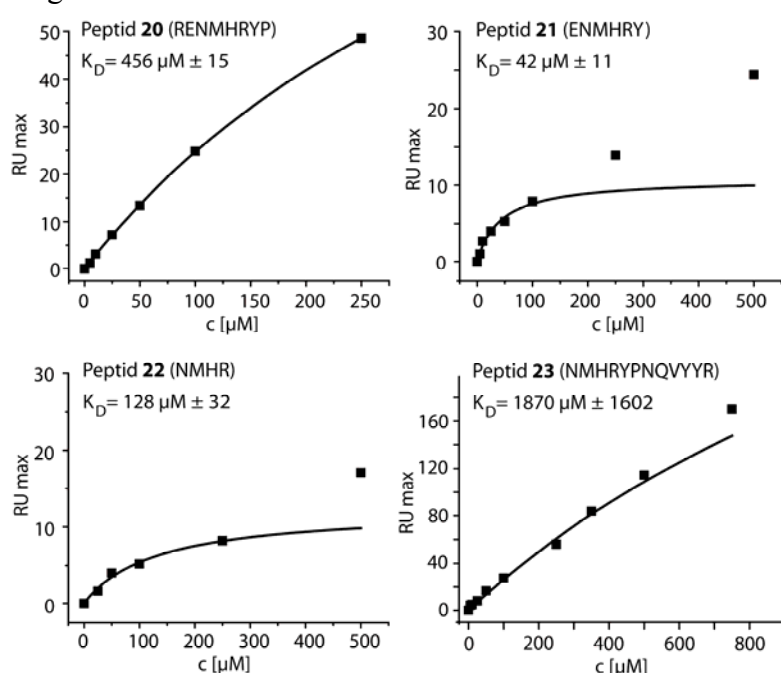 Peptid 20 (RENMHRYP)
K_D= 456 µM ± 15
RU max
50
40
30
20
10
0
0 50 100 150 200 250
c [µM]
Peptid 21 (ENMHRY)
K_D= 42 µM ± 11
RU max
30
20
10
0
0 100 200 300 400 500
c [µM]
Peptid 22 (NMHR)
K_D= 128 µM ± 32
RU max
30
20
10
0
0 100 200 300 400 500
c [µM]
Peptid 23 (NMHRYPNQVYYR)
K_D= 1870 µM ± 1602
RU max
160
120
80
40
0
0 200 400 600 800
c [µM]